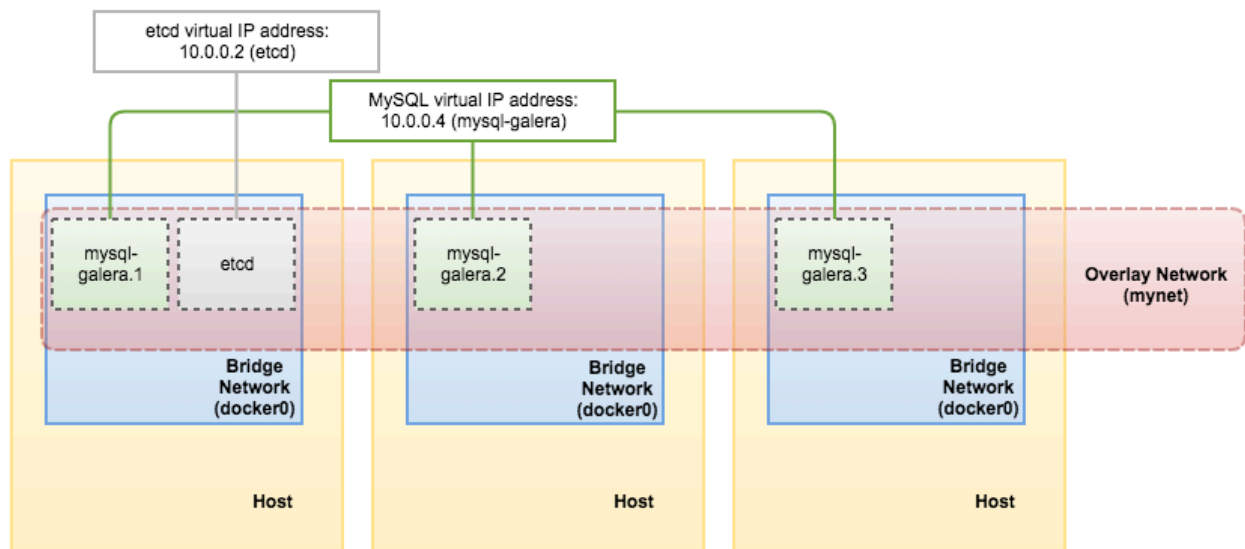 etcd virtual IP address:
10.0.0.2 (etcd)
MySQL virtual IP address:
10.0.0.4 (mysql-galera)
mysql-
galera.1
etcd
mysql-
galera.2
mysql-
galera.3
Overlay Network
(mynet)
Bridge
Network
(docker0)
Bridge
Network
(docker0)
Bridge
Network
(docker0)
Host
Host
Host